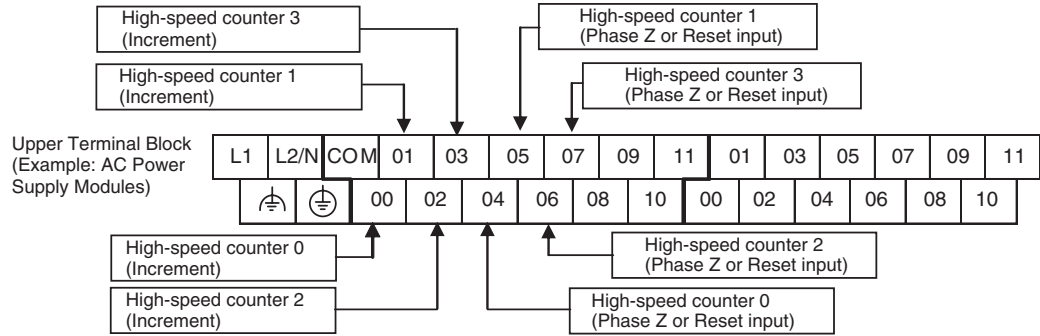 High-speed counter 3
(Increment)
High-speed counter 1
(Phase Z or Reset input)
High-speed counter 1
(Increment)
High-speed counter 3
(Phase Z or Reset input)
Upper Terminal Block
(Example: AC Power
Supply Modules)
L1 L2/N COM 01 03 05 07 09 11 01 03 05 07 09 11
00 02 04 06 08 10 00 02 04 06 08 10
High-speed counter 0
(Increment)
High-speed counter 2
(Phase Z or Reset input)
High-speed counter 2
(Increment)
High-speed counter 0
(Phase Z or Reset input)